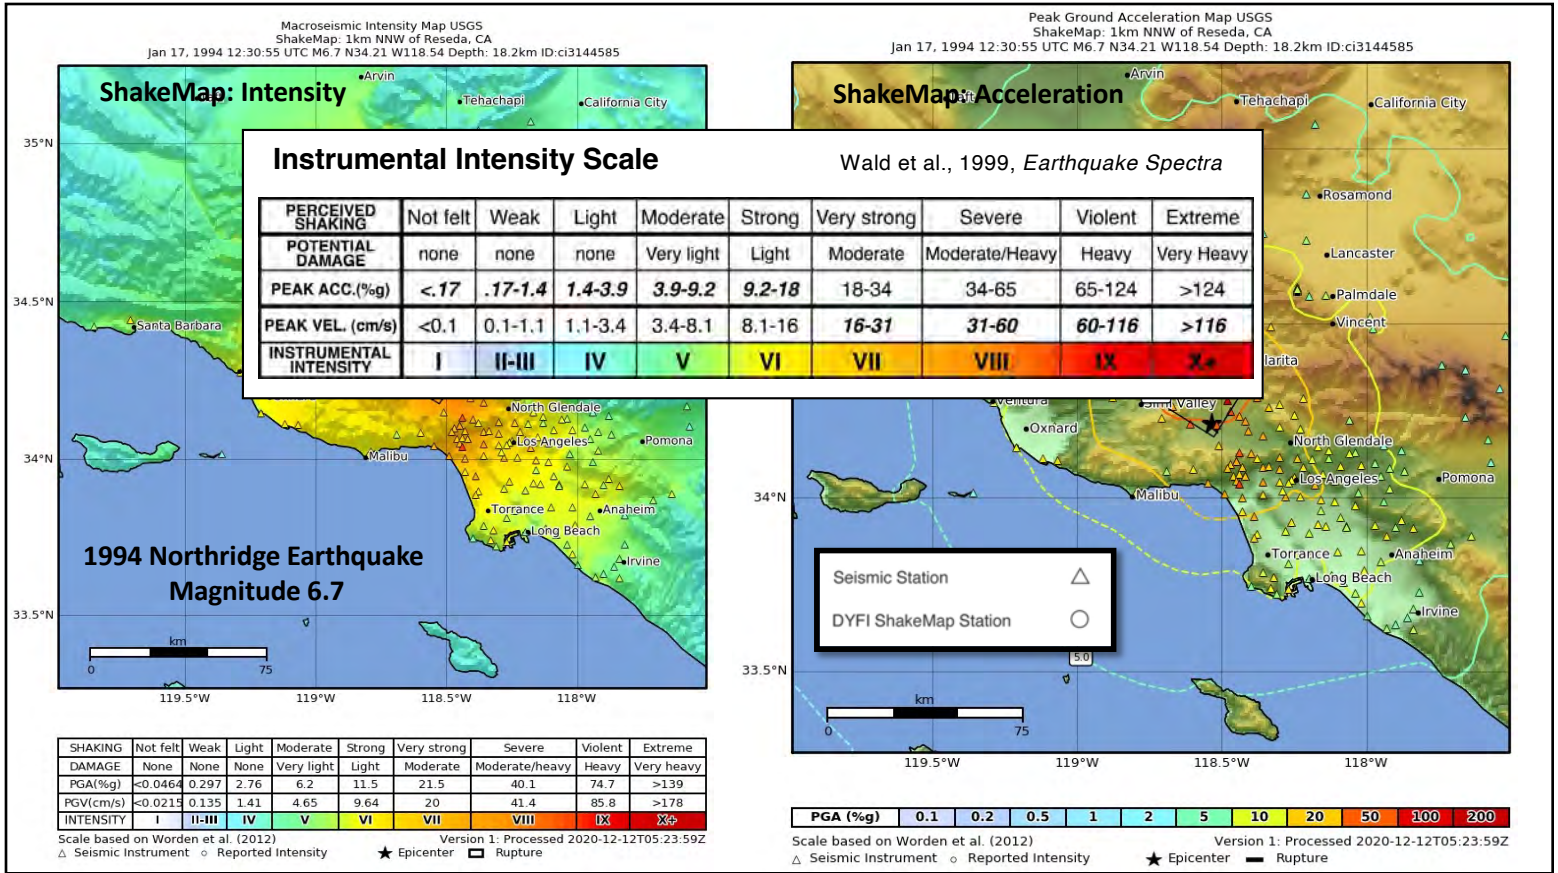 Macroseismic Intensity Map USGS
ShakeMap: 1km NNW of Reseda, CA
Jan 17, 1994 12:30:55 UTC M6.7 N34.21 W118.54 Depth: 18.2km ID:ci3144585
ShakeMap: Intensity
Arvin
Tehachapi
California City
35°N
34.5°N
Santa Barbara
North Glendale
Los Angeles
Pomona
34°N
Malibu
Torrance
Anaheim
Long Beach
Irvine
1994 Northridge Earthquake
Magnitude 6.7
33.5°N
km
0 75
119.5°W 119°W 118.5°W 118°W
SHAKING Not felt Weak Light Moderate Strong Very strong Severe Violent Extreme
DAMAGE None None None Very light Light Moderate Moderate/heavy Heavy Very heavy
PGA(%g) <0.0464 0.297 2.76 6.2 11.5 21.5 40.1 74.7 >139
PGV(cm/s) <0.0215 0.135 1.41 4.65 9.64 20 41.4 85.8 >178
INTENSITY I II-III IV V VI VII VIII IX X+
Scale based on Worden et al. (2012) Version 1: Processed 2020-12-12T05:23:59Z
△ Seismic Instrument ○ Reported Intensity ★ Epicenter Rupture
Instrumental Intensity Scale Wald et al., 1999, Earthquake Spectra
PERCEIVED SHAKING Not felt Weak Light Moderate Strong Very strong Severe Violent Extreme
POTENTIAL DAMAGE none none none Very light Light Moderate Moderate/Heavy Heavy Very Heavy
PEAK ACC.(%g) <.17 .17-1.4 1.4-3.9 3.9-9.2 9.2-18 18-34 34-65 65-124 >124
PEAK VEL. (cm/s) <0.1 0.1-1.1 1.1-3.4 3.4-8.1 8.1-16 16-31 31-60 60-116 >116
INSTRUMENTAL INTENSITY I II-III IV V VI VII VIII IX X+
Peak Ground Acceleration Map USGS
ShakeMap: 1km NNW of Reseda, CA
Jan 17, 1994 12:30:55 UTC M6.7 N34.21 W118.54 Depth: 18.2km ID:ci3144585
ShakeMap: Acceleration
Arvin
Tehachapi
California City
Rosamond
Lancaster
Palmdale
Vincent
larita
Ventura
Simi Valley
Oxnard
North Glendale
Los Angeles
Pomona
34°N
Malibu
Torrance
Anaheim
Long Beach
Irvine
Seismic Station △
DYFI ShakeMap Station ○
5.0
33.5°N
km
0 75
119.5°W 119°W 118.5°W 118°W
PGA (%g) 0.1 0.2 0.5 1 2 5 10 20 50 100 200
Scale based on Worden et al. (2012) Version 1: Processed 2020-12-12T05:23:59Z
△ Seismic Instrument ○ Reported Intensity ★ Epicenter Rupture